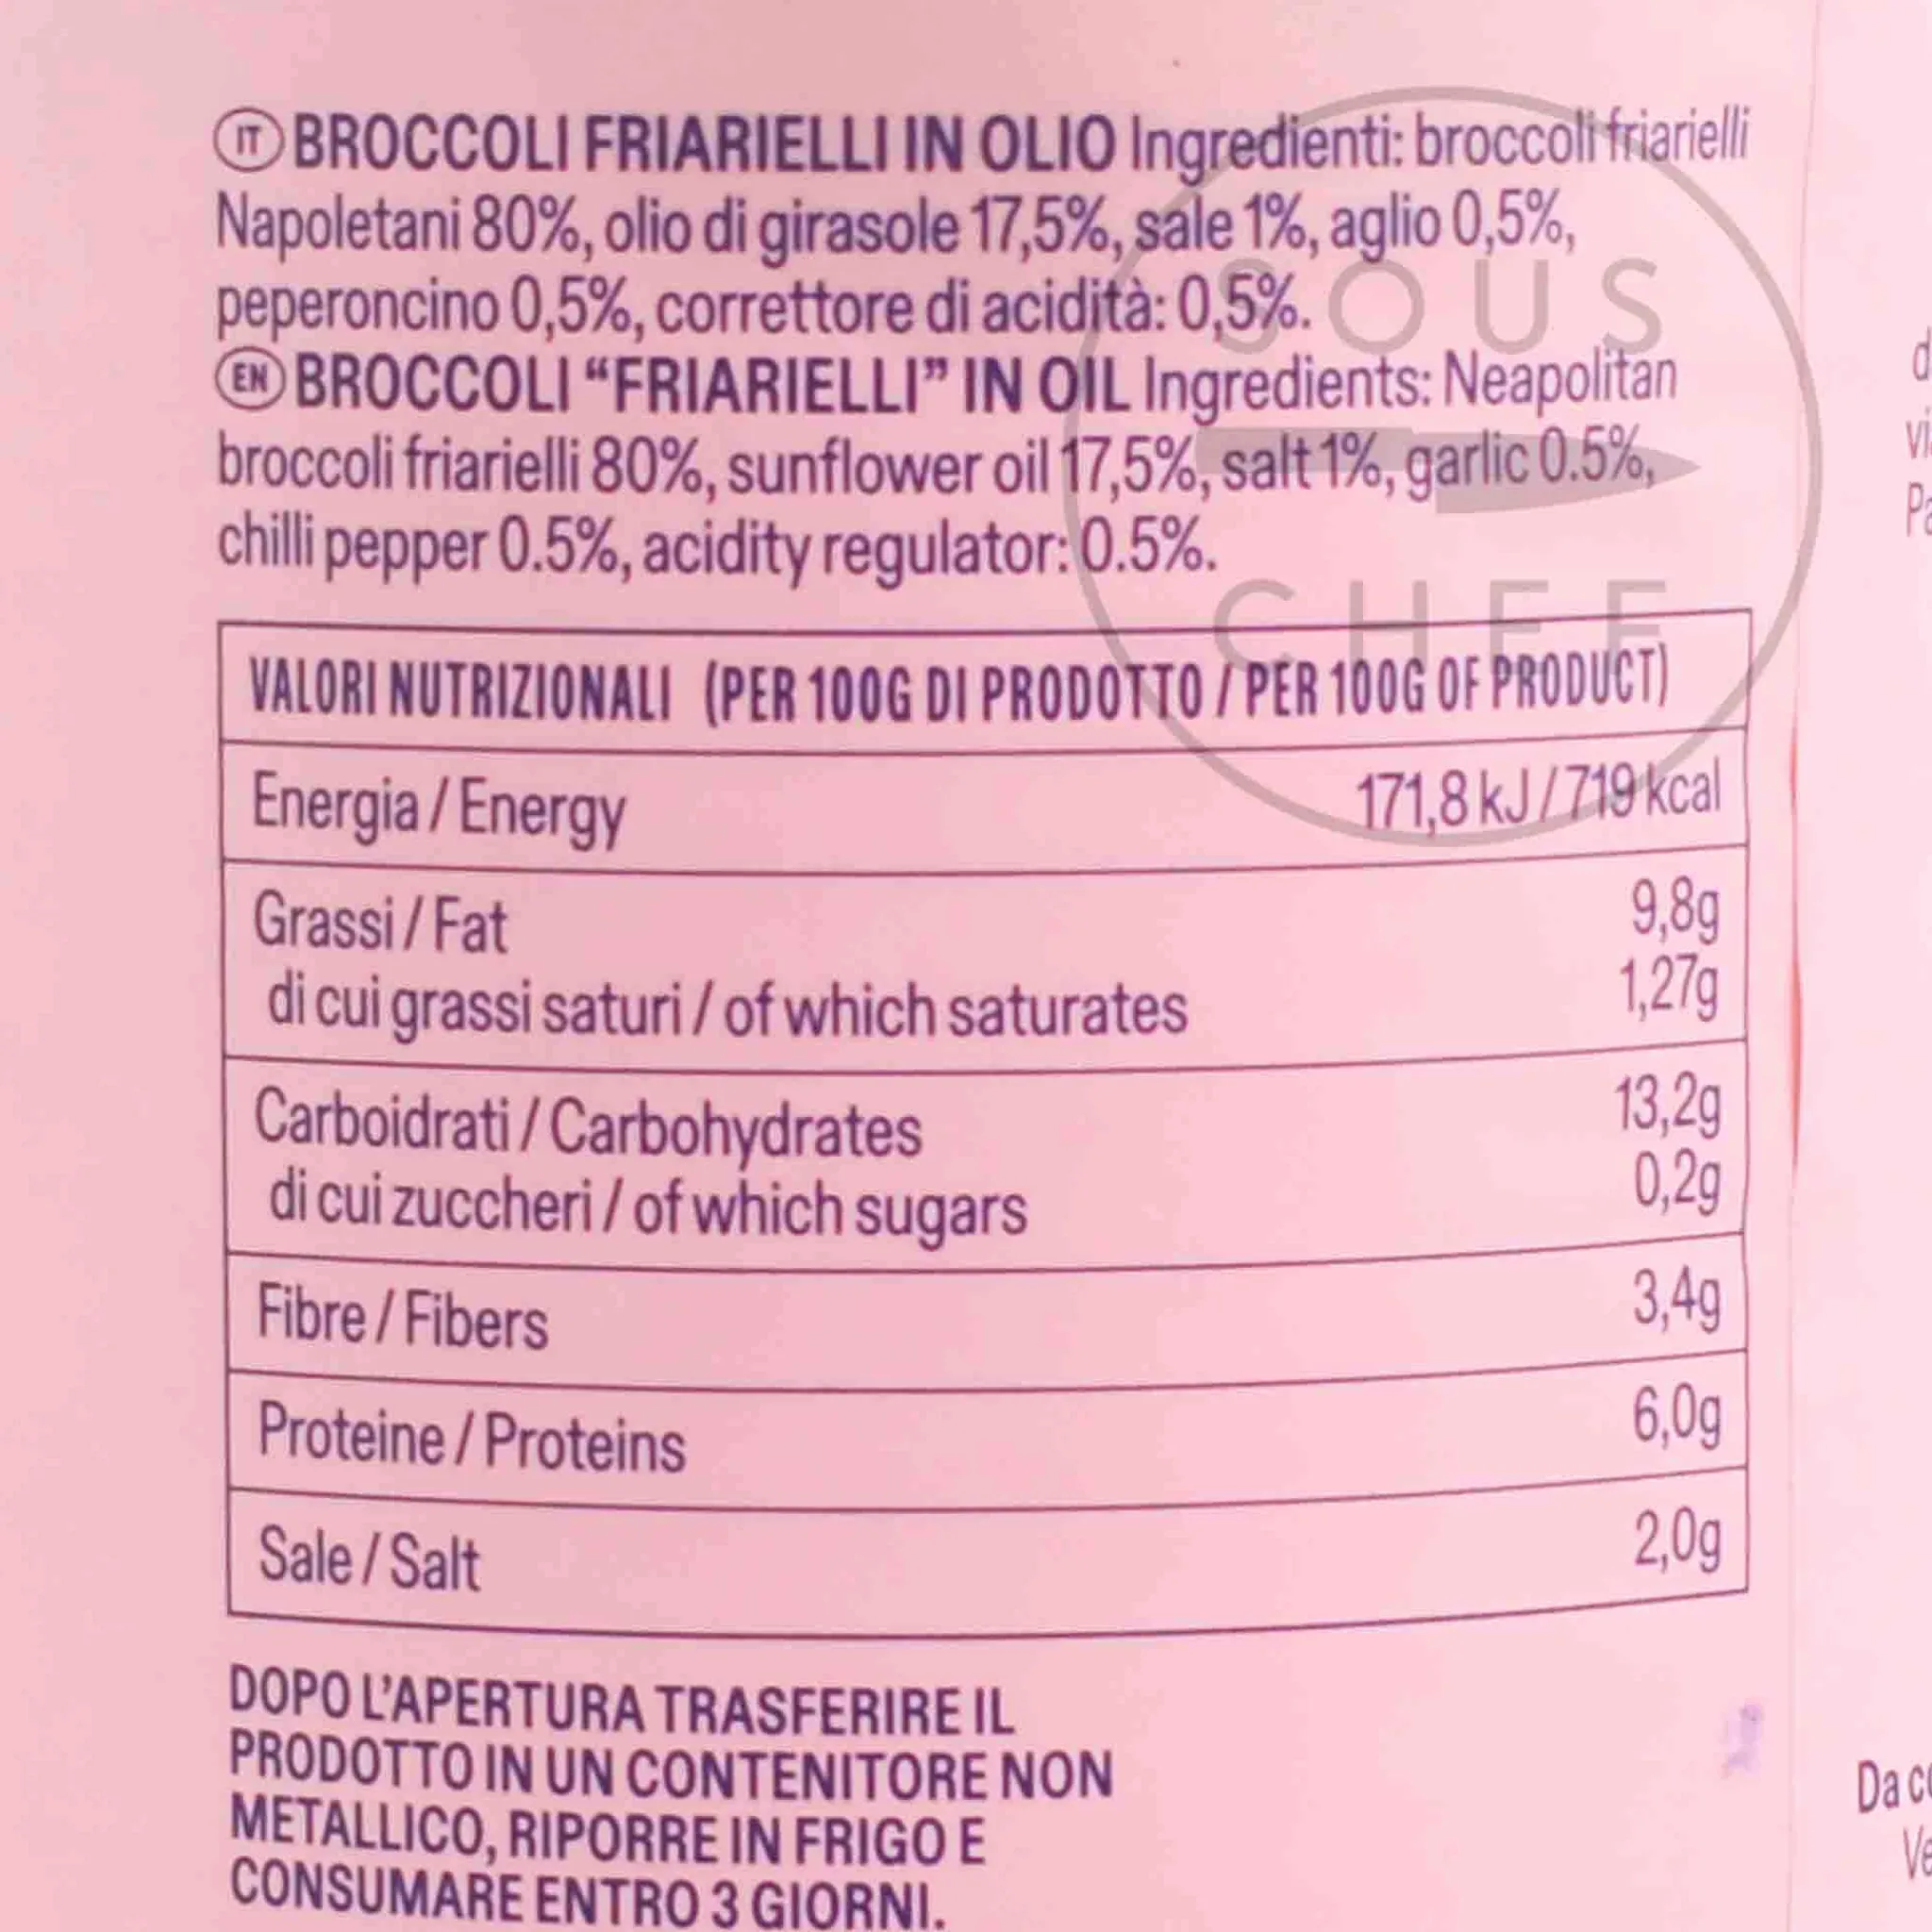 IT BROCCOLI FRIARIELLI IN OLIO Ingredienti: broccoli friarielli
Napoletani 80%, olio di girasole 17,5%, sale 1%, aglio 0,5%,
peperoncino 0,5%, correttore di acidità: 0,5%.
EN BROCCOLI “FRIARIELLI” IN OIL Ingredients: Neapolitan
broccoli friarielli 80%, sunflower oil 17,5%, salt 1%, garlic 0.5%,
chilli pepper 0.5%, acidity regulator: 0.5%.
SOUS
CHEF
VALORI NUTRIZIONALI (PER 100G DI PRODOTTO / PER 100G OF PRODUCT)
Energia / Energy 171,8 kJ / 719 kcal
Grassi / Fat 9,8g
di cui grassi saturi / of which saturates 1,27g
Carboidrati / Carbohydrates 13,2g
di cui zuccheri / of which sugars 0,2g
Fibre / Fibers 3,4g
Proteine / Proteins 6,0g
Sale / Salt 2,0g
DOPO L'APERTURA TRASFERIRE IL
PRODOTTO IN UN CONTENITORE NON
METALLICO, RIPORRE IN FRIGO E
CONSUMARE ENTRO 3 GIORNI.
Da